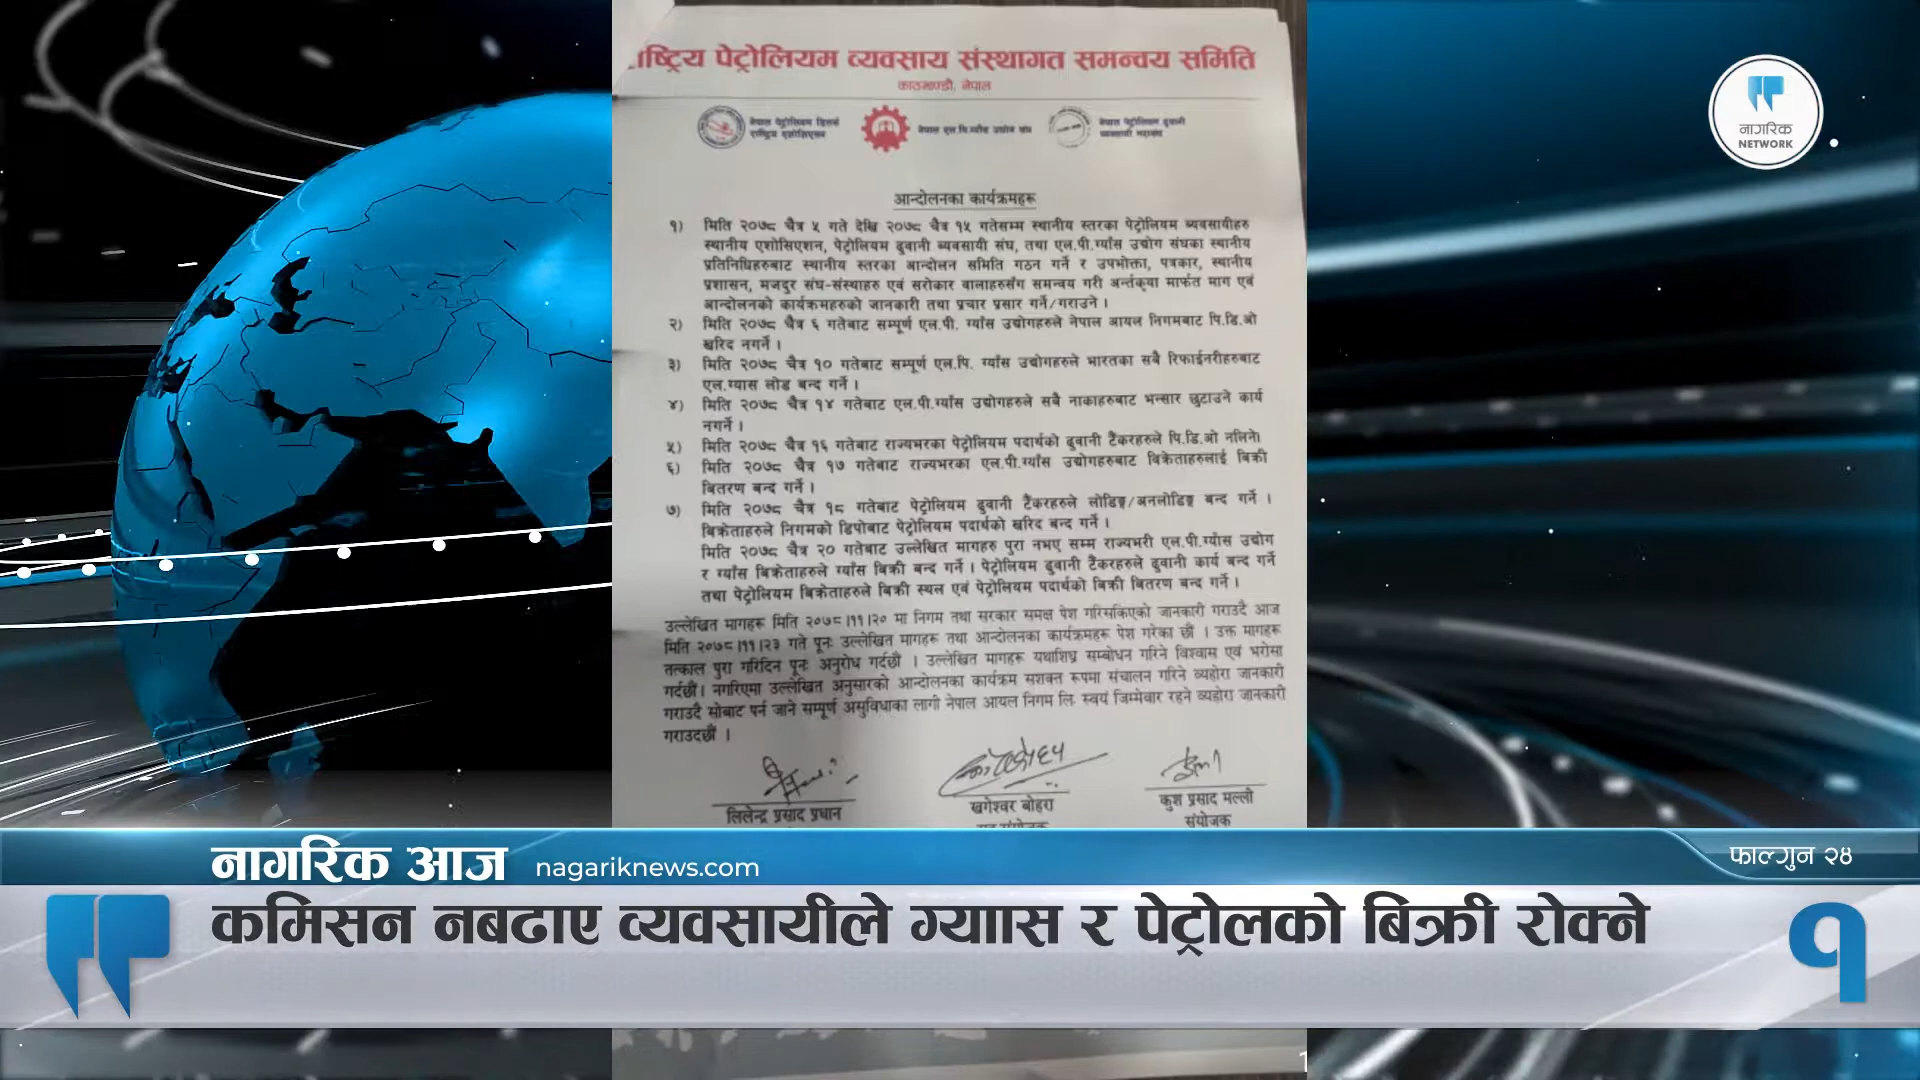 ाष्ट्रिय पेट्रोलियम व्यवसाय संस्थागत समन्वय समिति
काठमाण्डौ, नेपाल
नेपाल पेट्रोलियम डिलर्स
राष्ट्रिय एशोसिएसन
नेपाल एल.पि.ग्याँस उद्योग संघ
नेपाल पेट्रोलियम ढुवानी
व्यवसायी महासंघ
नागरिक
NETWORK
आन्दोलनका कार्यक्रमहरू
१) मिति २०७८ चैत्र ५ गते देखि २०७८ चैत्र १५ गतेसम्म स्थानीय स्तरका पेट्रोलियम ब्यवसायीहरु
स्थानीय एशोसिएशन, पेट्रोलियम ढुवानी ब्यवसायी संघ, तथा एल.पी.ग्याँस उद्योग संघका स्थानीय
प्रतिनिधिहरुबाट स्थानीय स्तरका आन्दोलन समिति गठन गर्ने र उपभोक्ता, पत्रकार, स्थानीय
प्रशासन, मजदुर संघ-संस्थाहरु एवं सरोकार वालाहरुसँग समन्वय गरी अर्न्तक्र्या मार्फत माग एवं
आन्दोलनको कार्यक्रमहरुको जानकारी तथा प्रचार प्रसार गर्ने/गराउने ।
२) मिति २०७८ चैत्र ६ गतेबाट सम्पूर्ण एल.पी. ग्याँस उद्योगहरुले नेपाल आयल निगमबाट पि.डि.ओ
खरिद नगर्ने ।
३) मिति २०७८ चैत्र १० गतेबाट सम्पूर्ण एल.पि. ग्याँस उद्योगहरुले भारतका सबै रिफाईनरीहरुबाट
एल.ग्यास लोड बन्द गर्ने ।
४) मिति २०७८ चैत्र १४ गतेबाट एल.पी.ग्याँस उद्योगहरुले सबै नाकाहरुबाट भन्सार छुटाउने कार्य
नगर्ने ।
५) मिति २०७८ चैत्र १६ गतेबाट राज्यभरका पेट्रोलियम पदार्थको ढुवानी टैंकरहरुले पि.डि.ओ नलिने।
६) मिति २०७८ चैत्र १७ गतेबाट राज्यभरका एल.पी.ग्याँस उद्योगहरुबाट विक्रेताहरुलाई बिक्री
बितरण बन्द गर्ने ।
७) मिति २०७८ चैत्र १८ गतेबाट पेट्रोलियम ढुवानी टैंकरहरुले लोडिङ्ग/अनलोडिङ्ग बन्द गर्ने ।
बिक्रेताहरुले निगमको डिपोबाट पेट्रोलियम पदार्थको खरिद बन्द गर्ने ।
मिति २०७८ चैत्र २० गतेबाट उल्लेखित मागहरु पुरा नभए सम्म राज्यभरी एल.पी.ग्याँस उद्योग
र ग्याँस बिक्रेताहरुले ग्याँस बिक्री बन्द गर्ने । पेट्रोलियम ढुवानी टैंकरहरुले ढुवानी कार्य बन्द गर्ने
तथा पेट्रोलियम बिक्रेताहरुले बिक्री स्थल एवं पेट्रोलियम पदार्थको बिक्री बितरण बन्द गर्ने ।
उल्लेखित मागहरू मिति २०७८।११।२० मा निगम तथा सरकार समक्ष पेश गरिसकिएको जानकारी गराउदै आज
मिति २०७८।११।२३ गते पूनः उल्लेखित मागहरू तथा आन्दोलनका कार्यक्रमहरू पेश गरेका छौं । उक्त मागहरू
तत्काल पुरा गरिदिन पूनः अनुरोध गर्दछौं । उल्लेखित मागहरू यथाशिघ्र सम्बोधन गरिने विश्वास एवं भरोसा
गर्दछौं। नगरिएमा उल्लेखित अनुसारको आन्दोलनका कार्यक्रम सशक्त रूपमा संचालन गरिने व्यहोरा जानकारी
गराउदै सोबाट पर्न जाने सम्पूर्ण असुविधाका लागी नेपाल आयल निगम लि. स्वयं जिम्मेबार रहने व्यहोरा जानकारी
गराउदछौं ।
लिलेन्द्र प्रसाद प्रधान
खगेश्वर बोहरा
कुश प्रसाद मल्ली
संयोजक
नागरिक आज nagariknews.com
फाल्गुन २४
कमिसन नबढाए व्यवसायीले ग्याास र पेट्रोलको बिक्री रोक्ने
१